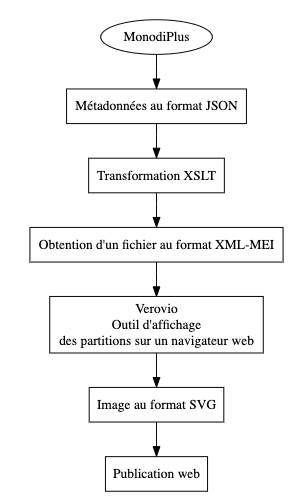 MonodiPlus
Métadonnées au format JSON
Transformation XSLT
Obtention d'un fichier au format XML-MEI
Verovio
Outil d'affichage
des partitions sur un navigateur web
Image au format SVG
Publication web